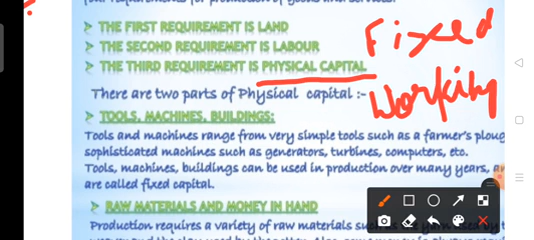 THE FIRST REQUIREMENT IS LAND
THE SECOND REQUIREMENT IS LABOUR
THE THIRD REQUIREMENT IS PHYSICAL CAPITAL
Fixed
There are two parts of Physical capital :-
Working
TOOLS, MACHINES, BUILDINGS:
Tools and machines range from very simple tools such as a farmer's
sophisticated machines such as generators, turbines, computers, etc.
Tools, machines, buildings can be used in production over many years,
are called fixed capital.
RAW MATERIALS AND MONEY IN HAND
Production requires a variety of raw materials